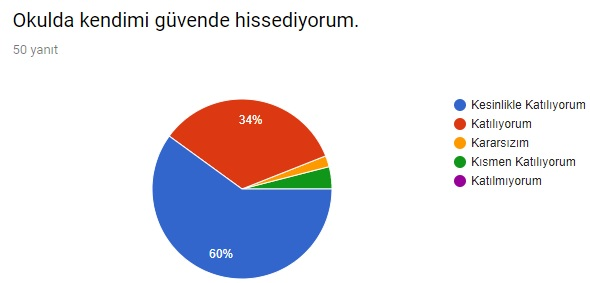 Okulda kendimi güvende hissediyorum.
50 yanıt
34%
60%
Kesinlikle Katılıyorum
Katılıyorum
Kararsızım
Kısmen Katılıyorum
Katılmıyorum